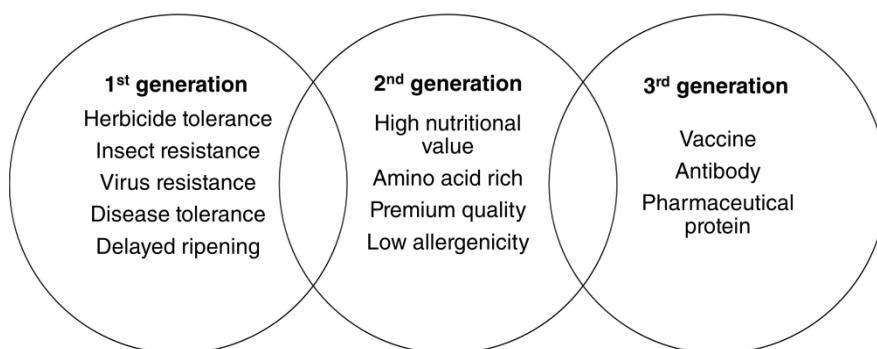 1st generation
Herbicide tolerance
Insect resistance
Virus resistance
Disease tolerance
Delayed ripening
2nd generation
High nutritional
value
Amino acid rich
Premium quality
Low allergenicity
3rd generation
Vaccine
Antibody
Pharmaceutical
protein